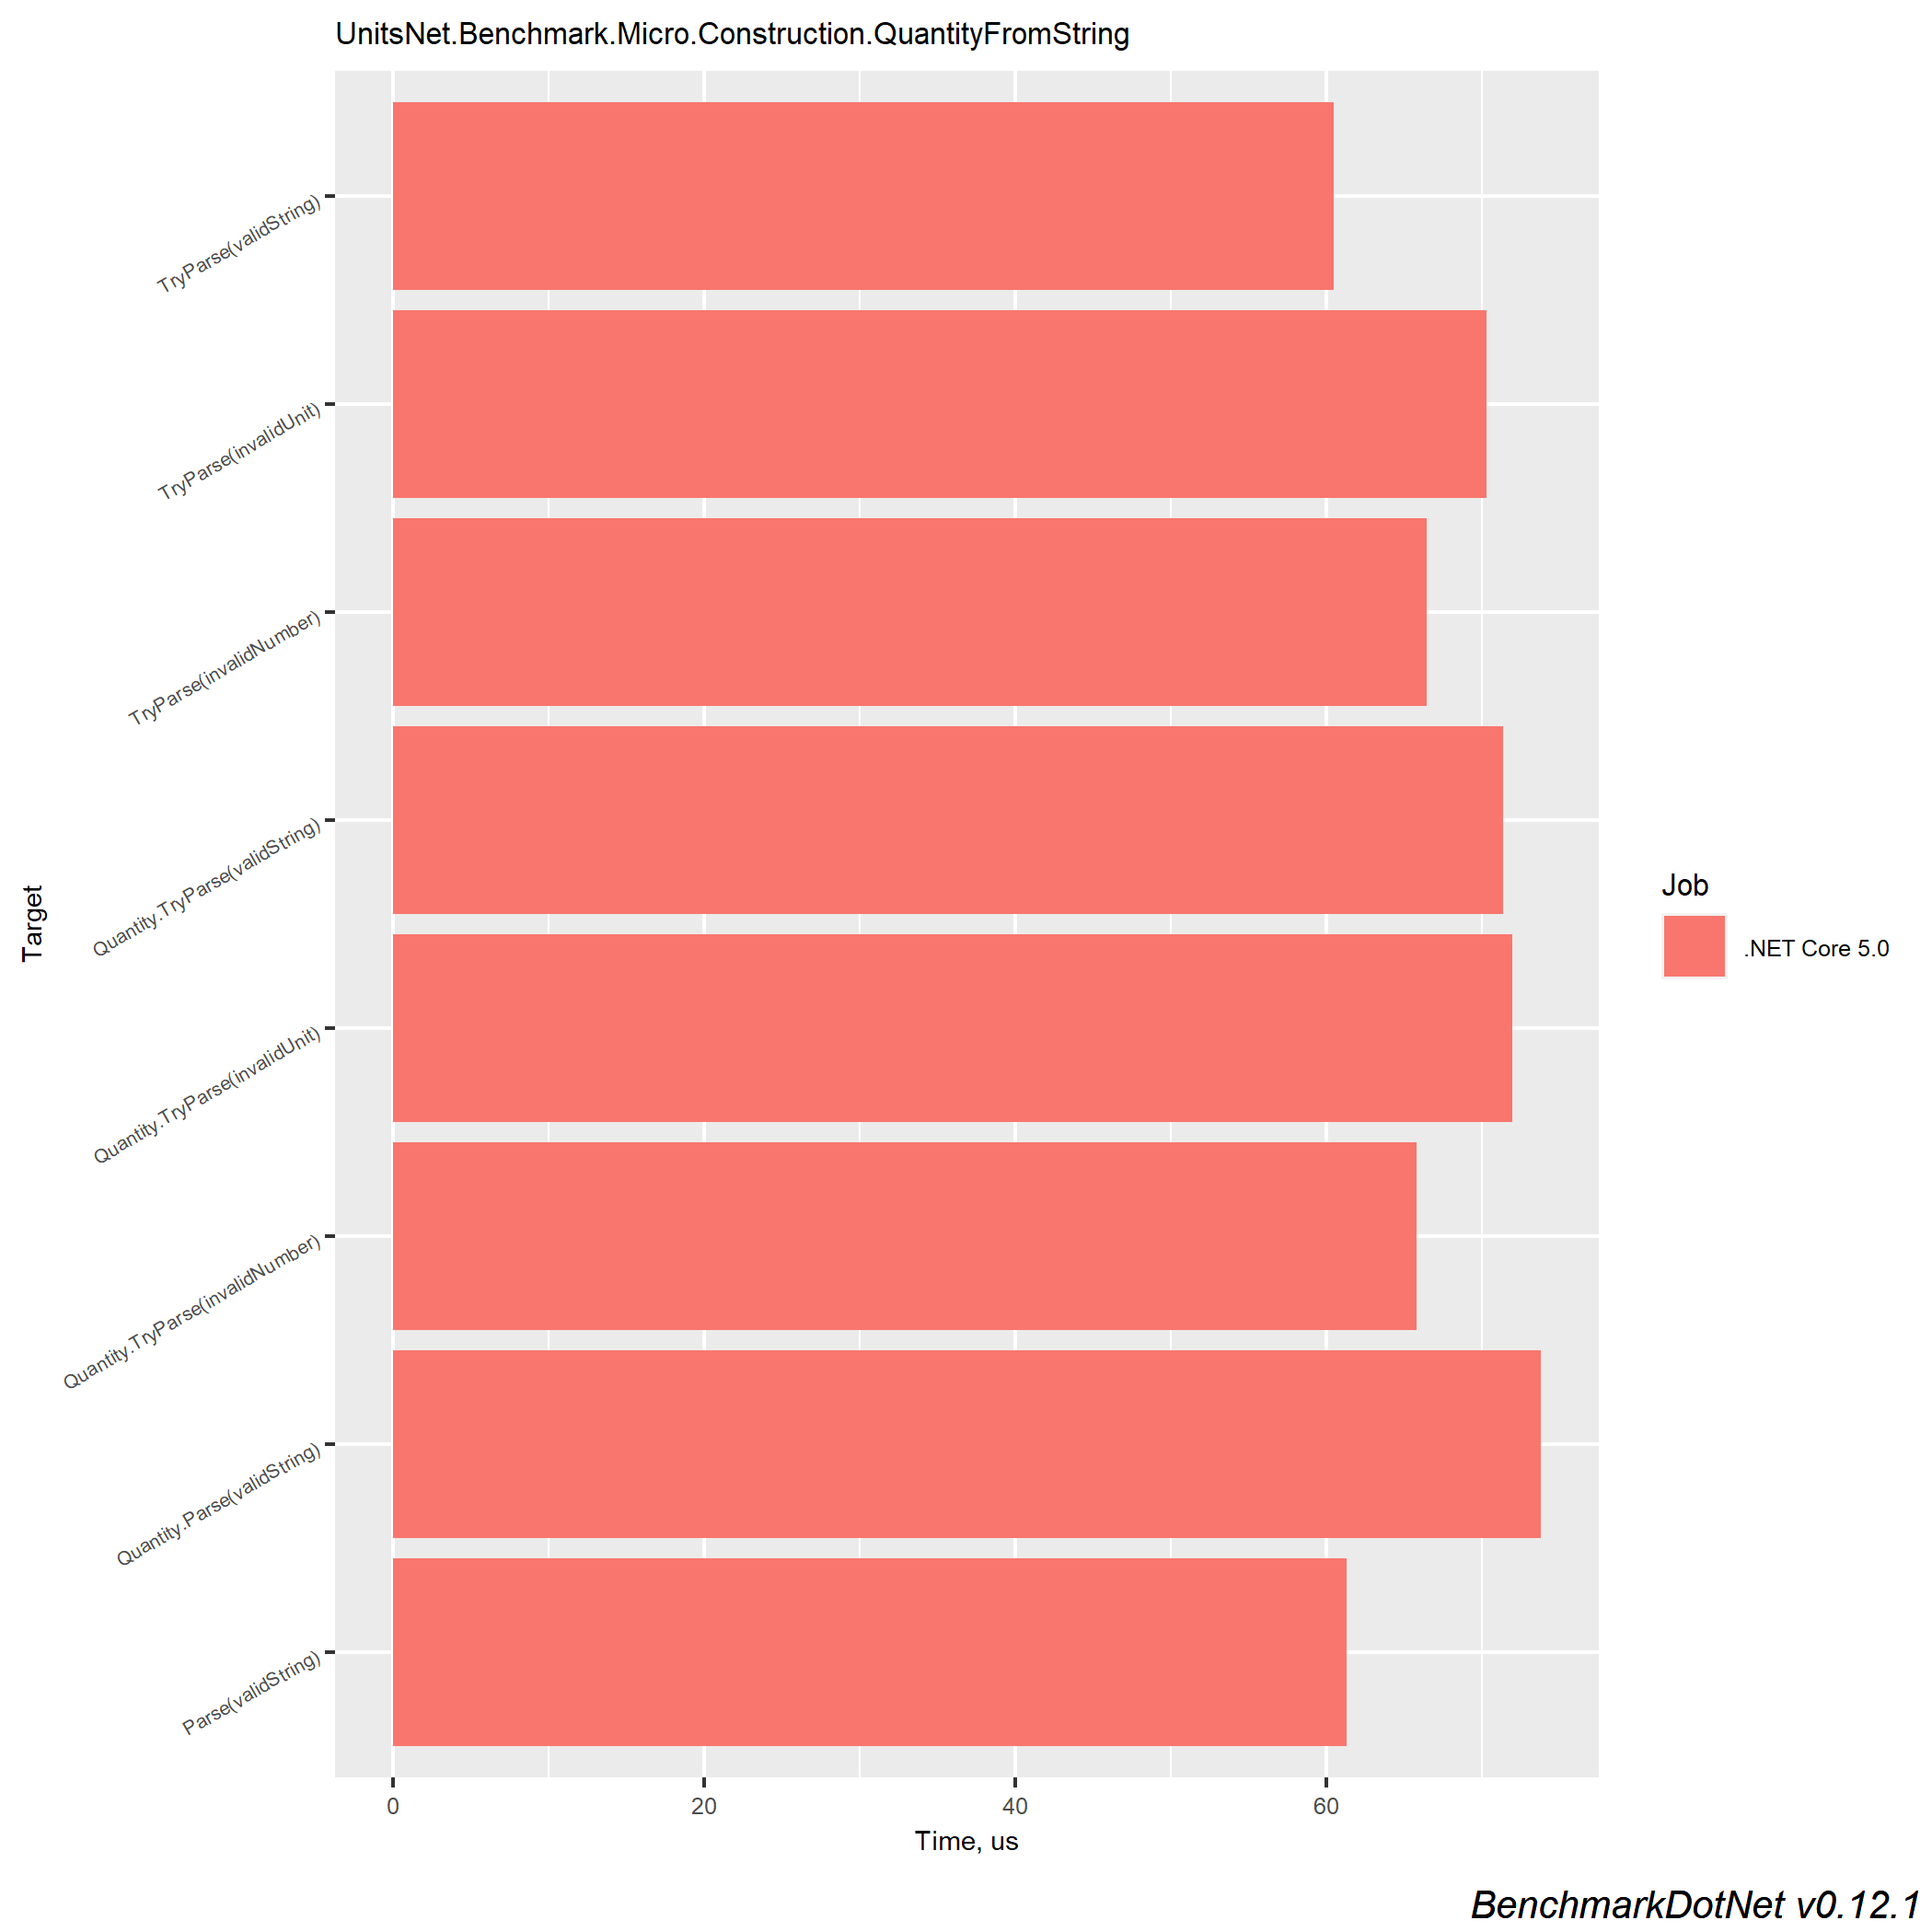 UnitsNet.Benchmark.Micro.Construction.QuantityFromString
TryParse(validString)
TryParse(invalidUnit)
TryParse(invalidNumber)
Quantity.TryParse(validString)
Quantity.TryParse(invalidUnit)
Quantity.TryParse(invalidNumber)
Quantity.Parse(validString)
Parse(validString)
Target
0 20 40 60
Time, us
Job
.NET Core 5.0
BenchmarkDotNet v0.12.1